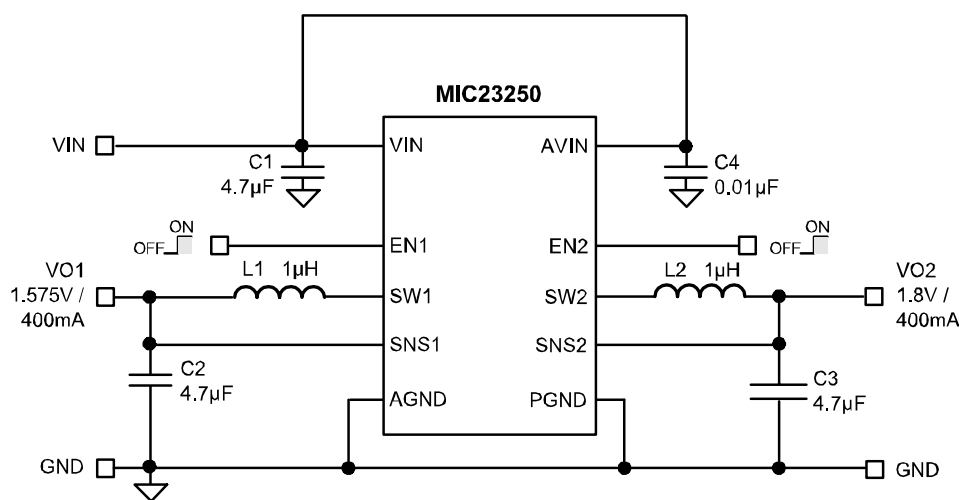 MIC23250
VIN
VIN
AVIN
C1
4.7µF
C4
0.01µF
ON
OFF
EN1
EN2
ON
OFF
VO1
1.575V /
400mA
L1 1µH
SW1
SW2
L2 1µH
VO2
1.8V /
400mA
SNS1
SNS2
C2
4.7µF
C3
4.7µF
AGND
PGND
GND
GND